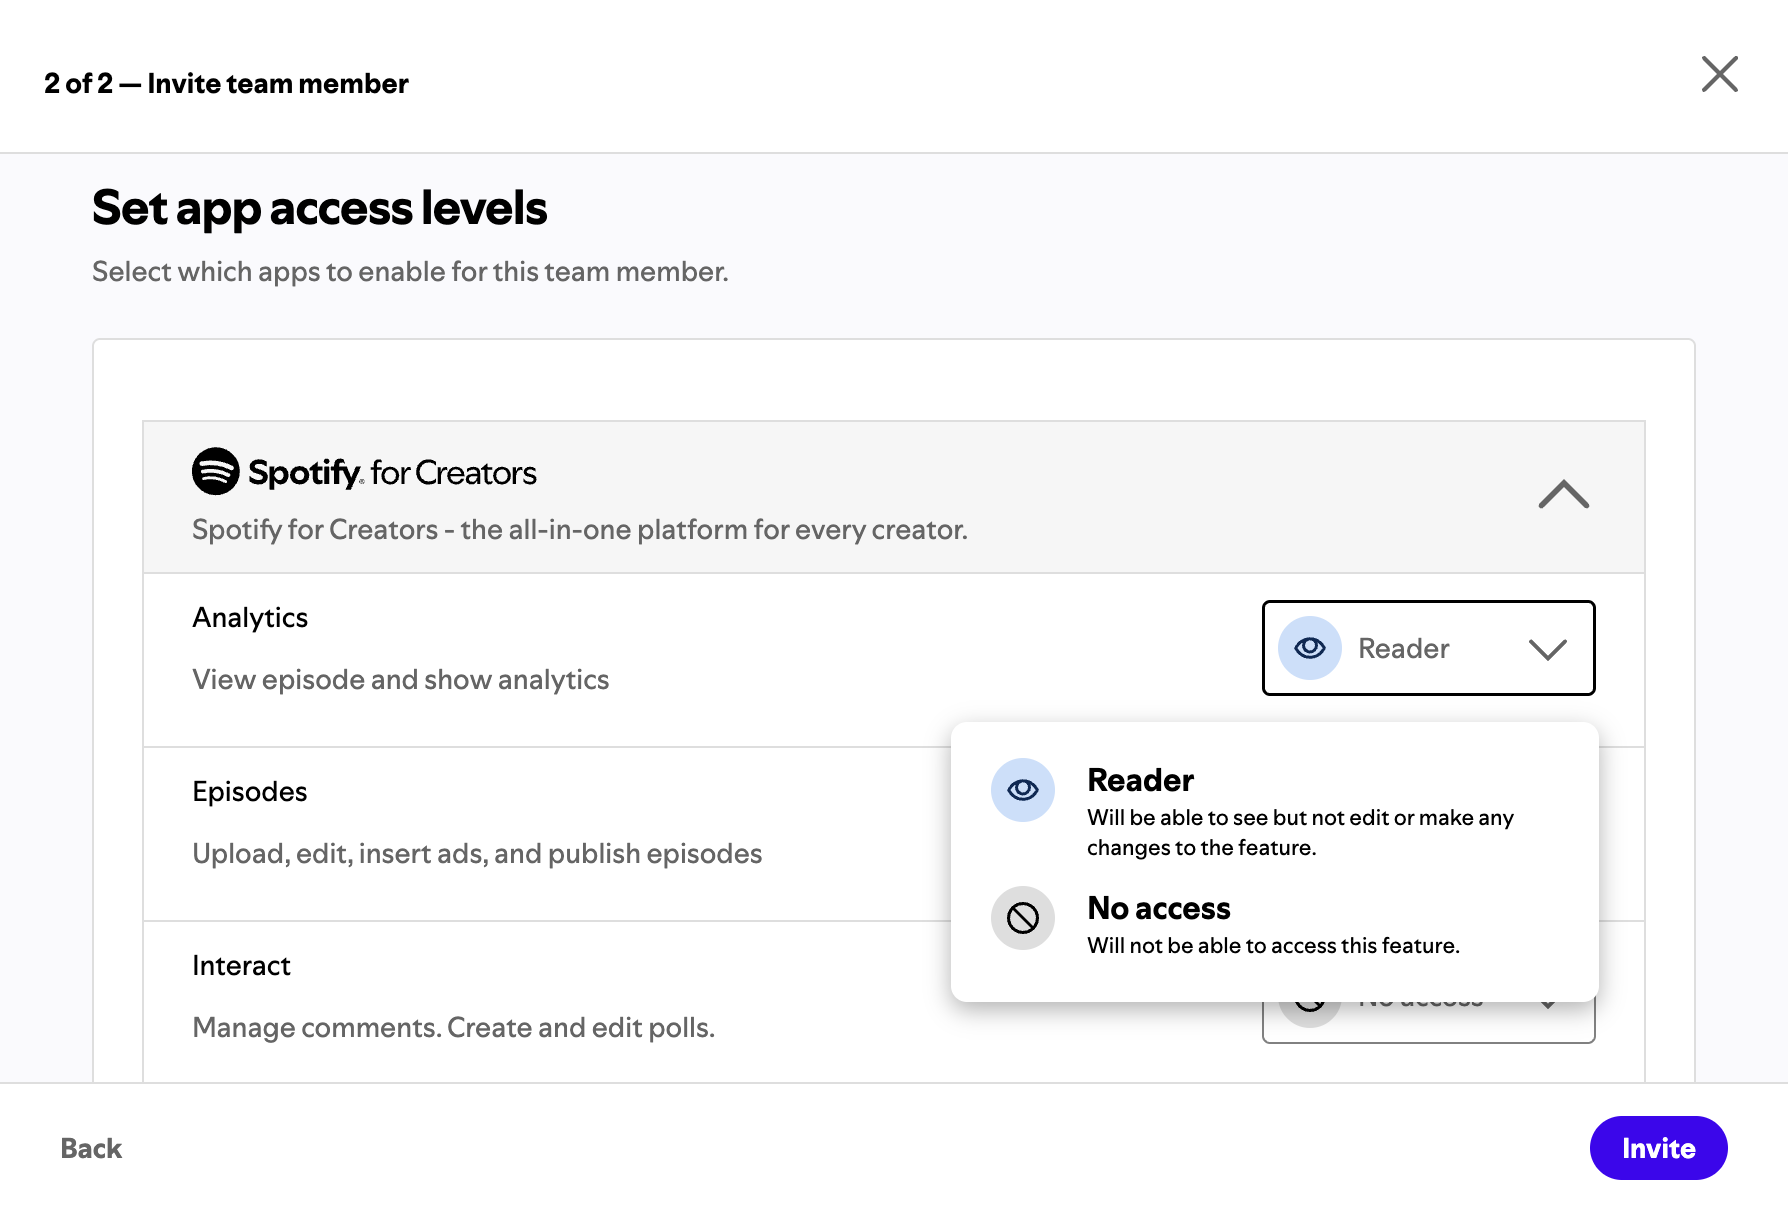 2 of 2 — Invite team member
Set app access levels
Select which apps to enable for this team member.
Spotify for Creators
Spotify for Creators - the all-in-one platform for every creator.
Analytics
Reader
View episode and show analytics
Reader
Will be able to see but not edit or make any
changes to the feature.
Episodes
Upload, edit, insert ads, and publish episodes
No access
Will not be able to access this feature.
Interact
No access
Manage comments. Create and edit polls.
Back
Invite